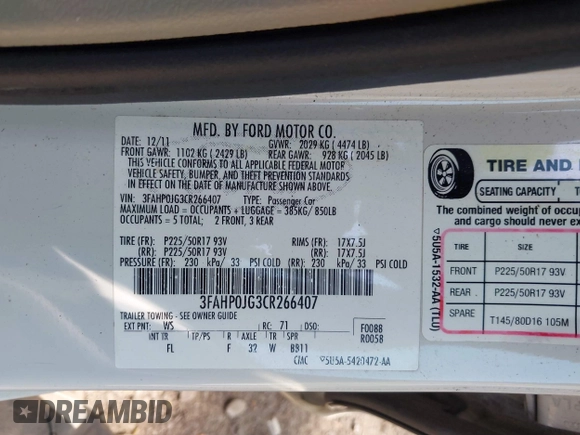 MFD. BY FORD MOTOR CO.
DATE: 12/11 GVWR: 2029 KG ( 4474 LB)
FRONT GAWR: 1102 KG ( 2429 LB) REAR GAWR: 928 KG ( 2045 LB)
THIS VEHICLE CONFORMS TO ALL APPLICABLE FEDERAL MOTOR
VEHICLE SAFETY, BUMPER, AND THEFT PREVENTION STANDARDS
IN EFFECT ON THE DATE OF MANUFACTURE SHOWN ABOVE.
VIN: 3FAHP0JG3CR266407 TYPE: Passenger Car
MAXIMUM LOAD = OCCUPANTS + LUGGAGE = 385KG/ 850LB
OCCUPANTS = 5 TOTAL; 2 FRONT, 3 REAR
TIRE (FR): P225/50R17 93V RIMS (FR): 17X7.5J
(RR): P225/50R17 93V (RR): 17X7.5J
PRESSURE (FR): 230 kPa/ 33 PSI COLD (RR): 230 kPa/ 33 PSI COLD
3FAHP0JG3CR266407
TRAILER TOWING - SEE OWNER GUIDE
EXT PNT: WS RC: 71 DSO: F0088
R0058
INT TR TP/PS R AXLE TR SPR
FL F 32 W B911
5U5A-5420472-AA
TIRE AND
SEATING CAPACITY
The combined weight of
and cargo should never
5U5A-1532-AA (TLU)
TIRE
FRONT P225/50R17 93V
REAR P225/50R17 93V
SPARE T145/80D16 105M
DREAMBID